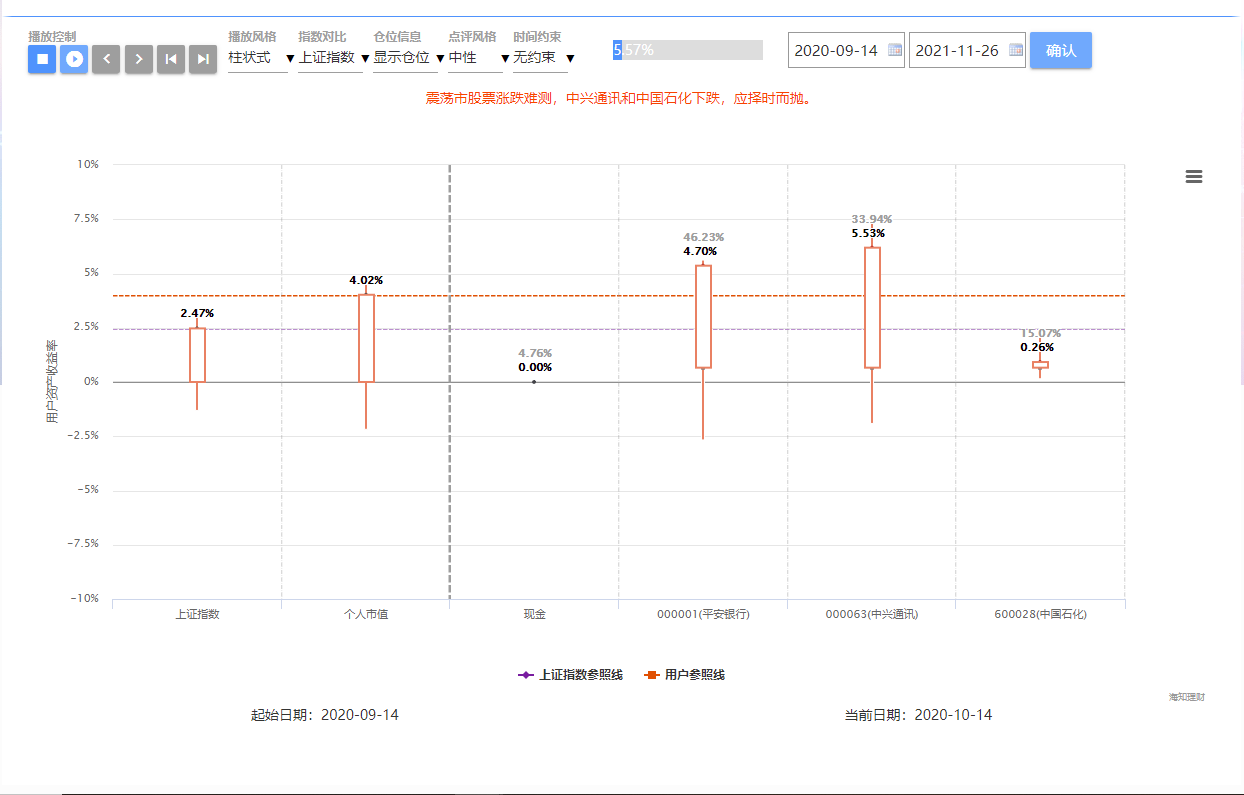 播放控制 播放风格 指数对比 仓位信息 点评风格 时间约束
柱状式 ▼ 上证指数 ▼ 显示仓位 ▼ 中性 ▼ 无约束 ▼
5.57%
2020-09-14 2021-11-26 确认
震荡市股票涨跌难测，中兴通讯和中国石化下跌，应择时而抛。
用户资产收益率
10%
7.5%
5%
2.5%
0%
-2.5%
-5%
-7.5%
-10%
2.47%
4.02%
4.76%
0.00%
46.23%
4.70%
33.94%
5.53%
15.07%
0.26%
上证指数 个人市值 现金 000001(平安银行) 000063(中兴通讯) 600028(中国石化)
上证指数参照线 用户参照线
海知理财
起始日期：2020-09-14 当前日期：2020-10-14